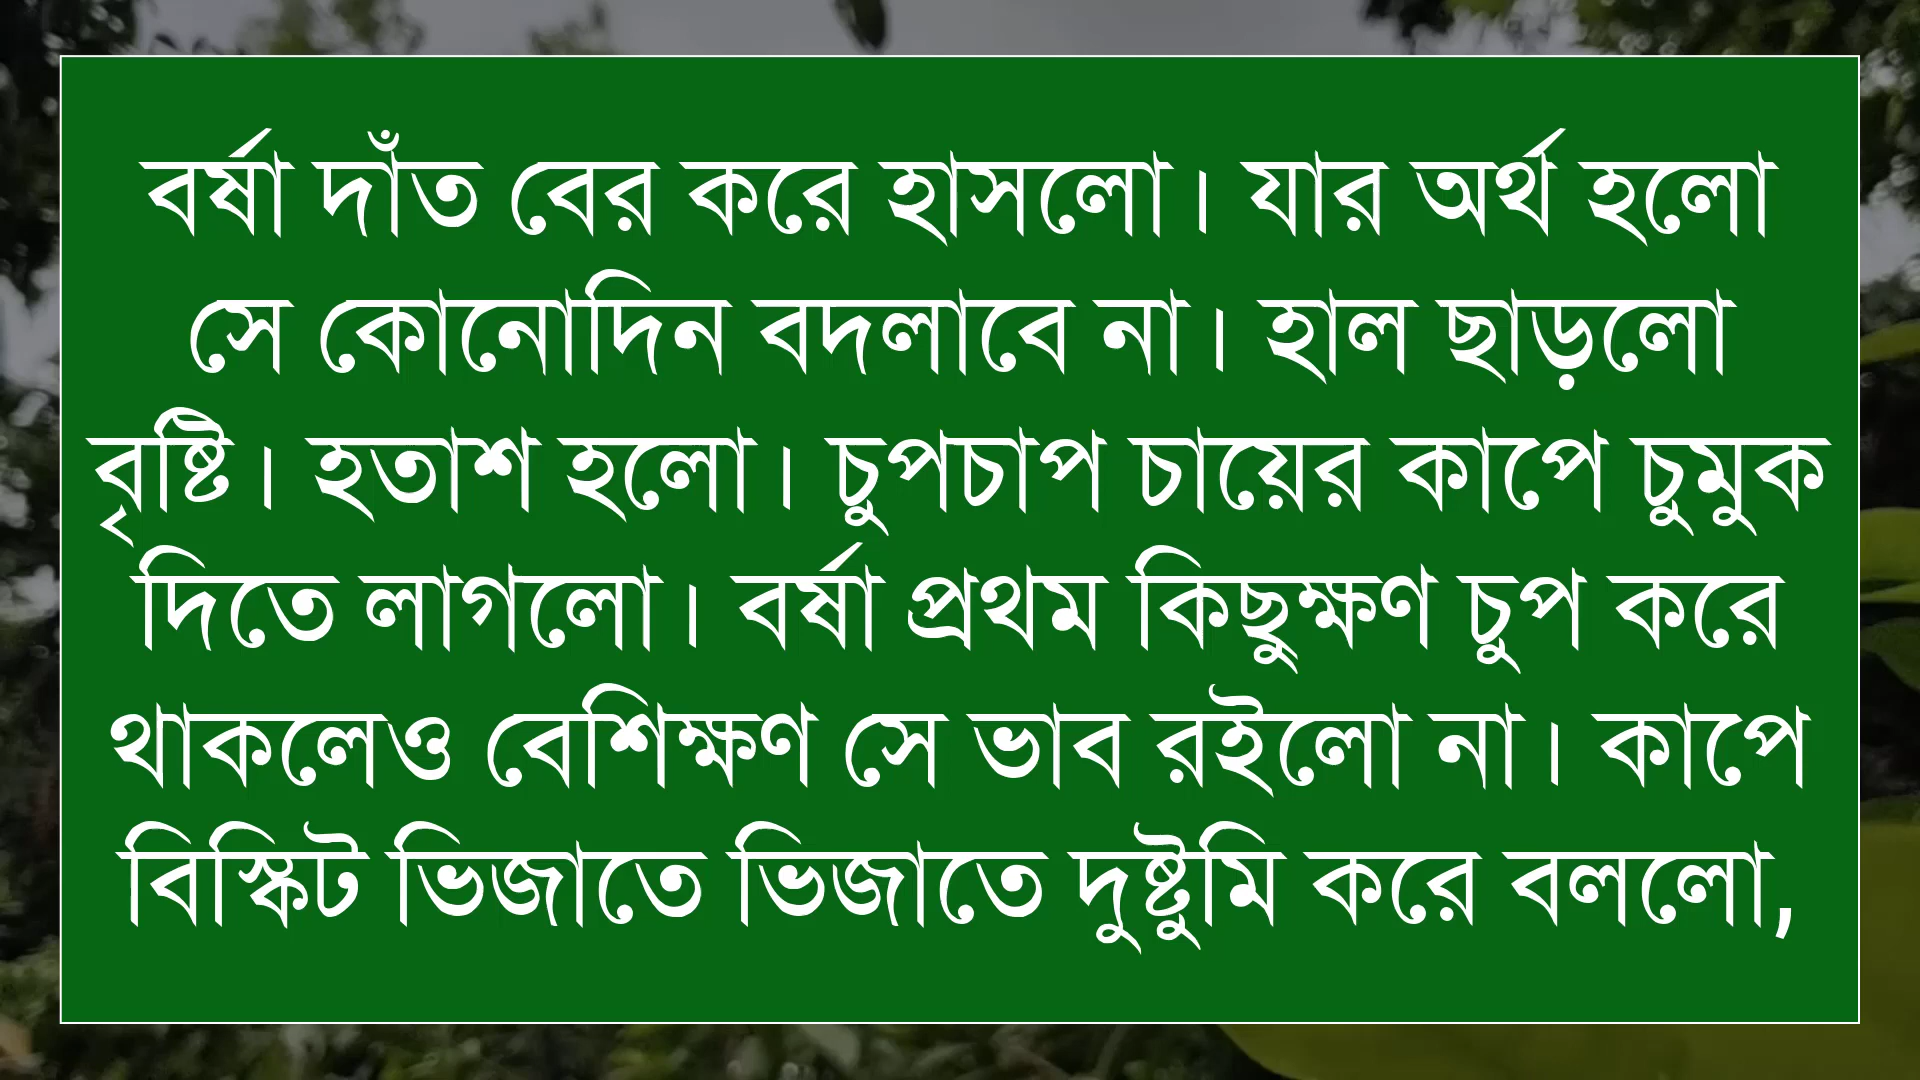 বর্ষা দাঁত বের করে হাসলো। যার অর্থ হলো
সে কোনোদিন বদলাবে না। হাল ছাড়লো
বৃষ্টি। হতাশ হলো। চুপচাপ চায়ের কাপে চুমুক
দিতে লাগলো। বর্ষা প্রথম কিছুক্ষণ চুপ করে
থাকলেও বেশিক্ষণ সে ভাব রইলো না। কাপে
বিস্কিট ভিজাতে ভিজাতে দুষ্টুমি করে বললো,